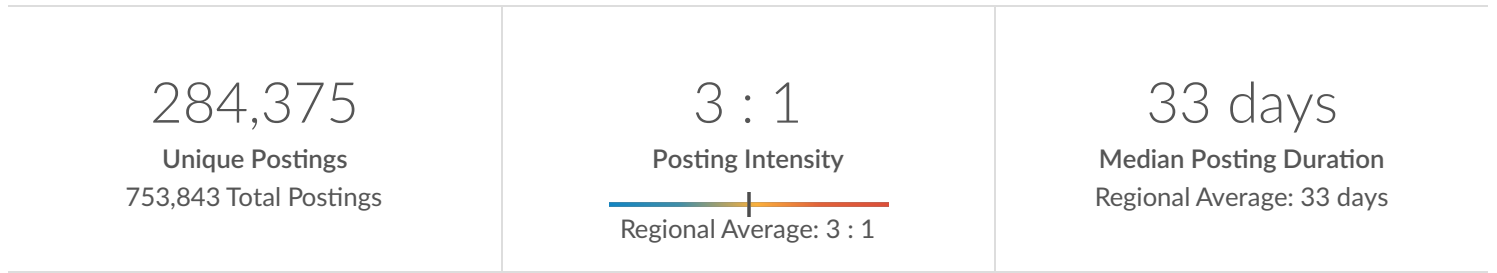 284,375
Unique Postings
753,843 Total Postings
3 : 1
Posting Intensity
Regional Average: 3 : 1
33 days
Median Posting Duration
Regional Average: 33 days